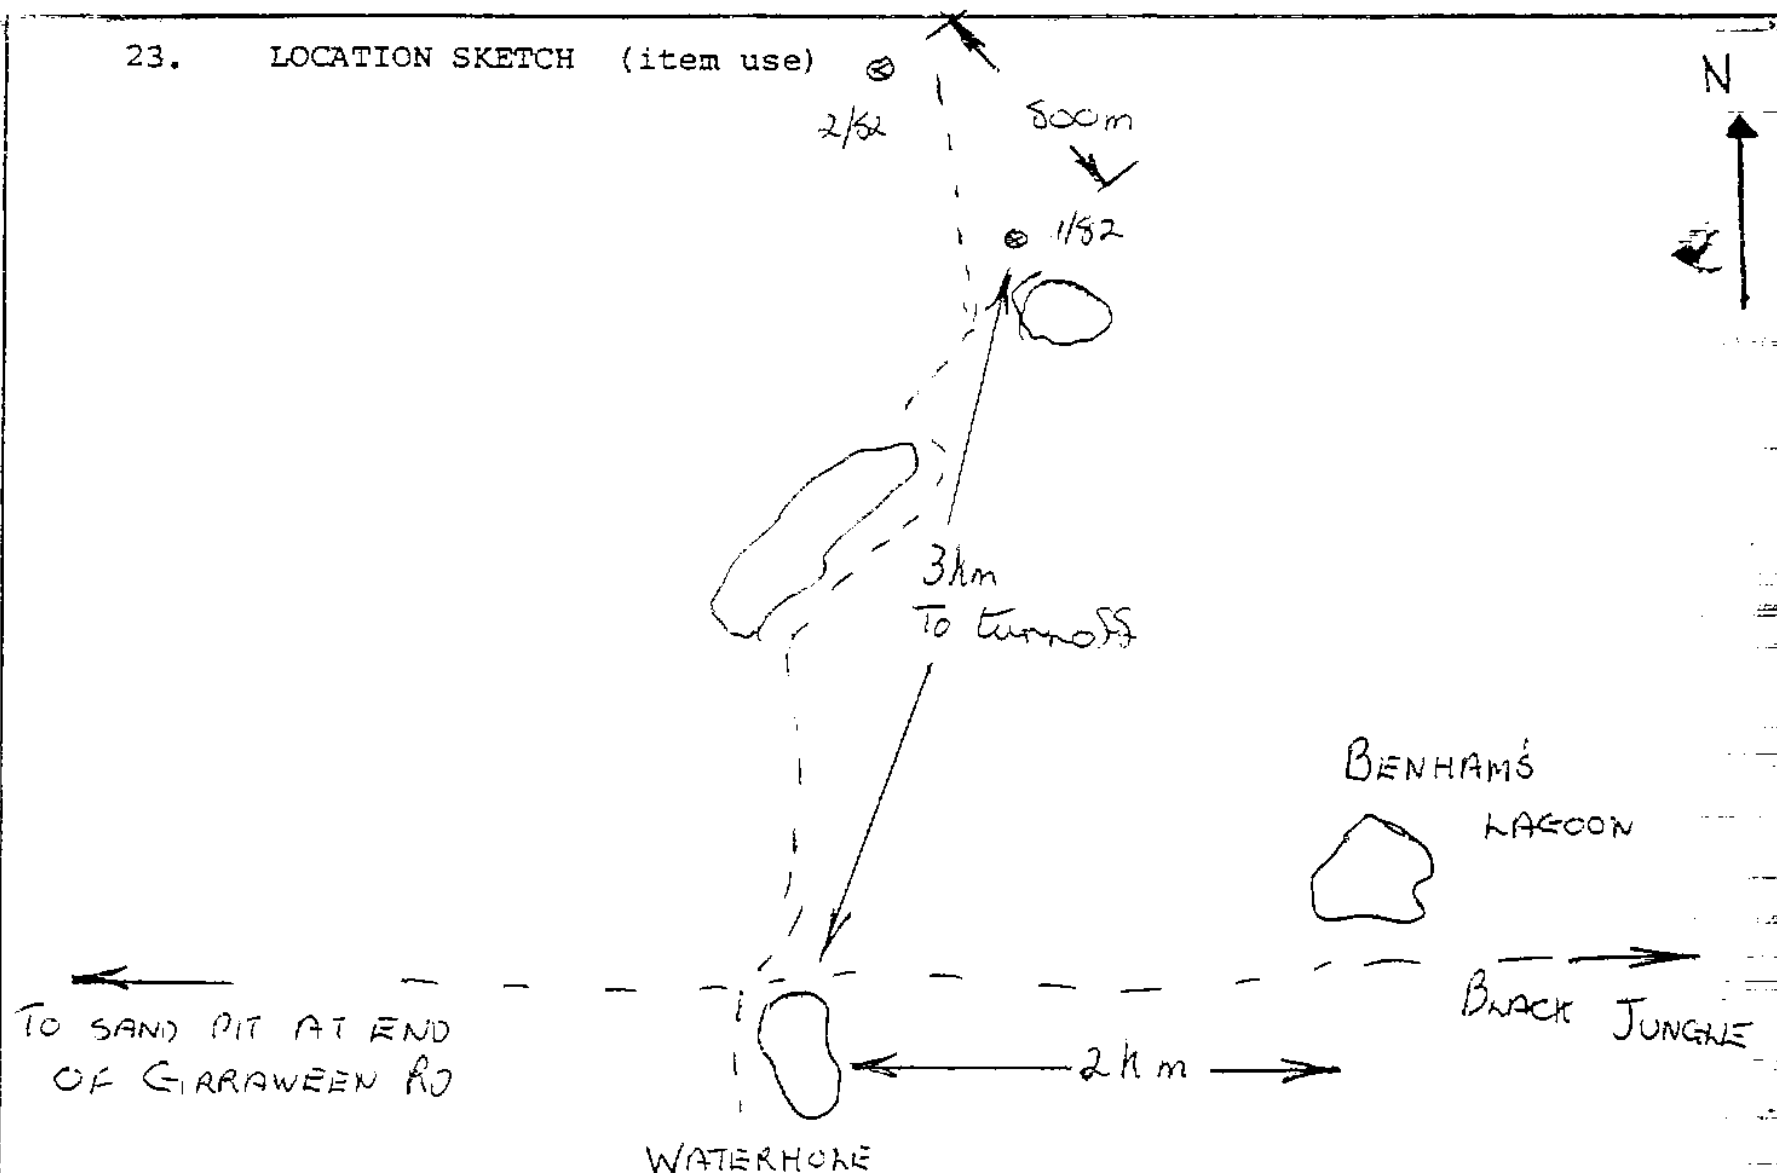 23. LOCATION SKETCH (item use)
N
2/82
800m
1/82
3km
To turnoff
BENHAM'S
LAGOON
TO SAND PIT AT END
OF GIRRAWEEN RD
BLACK JUNGLE
2km
WATERHOLE